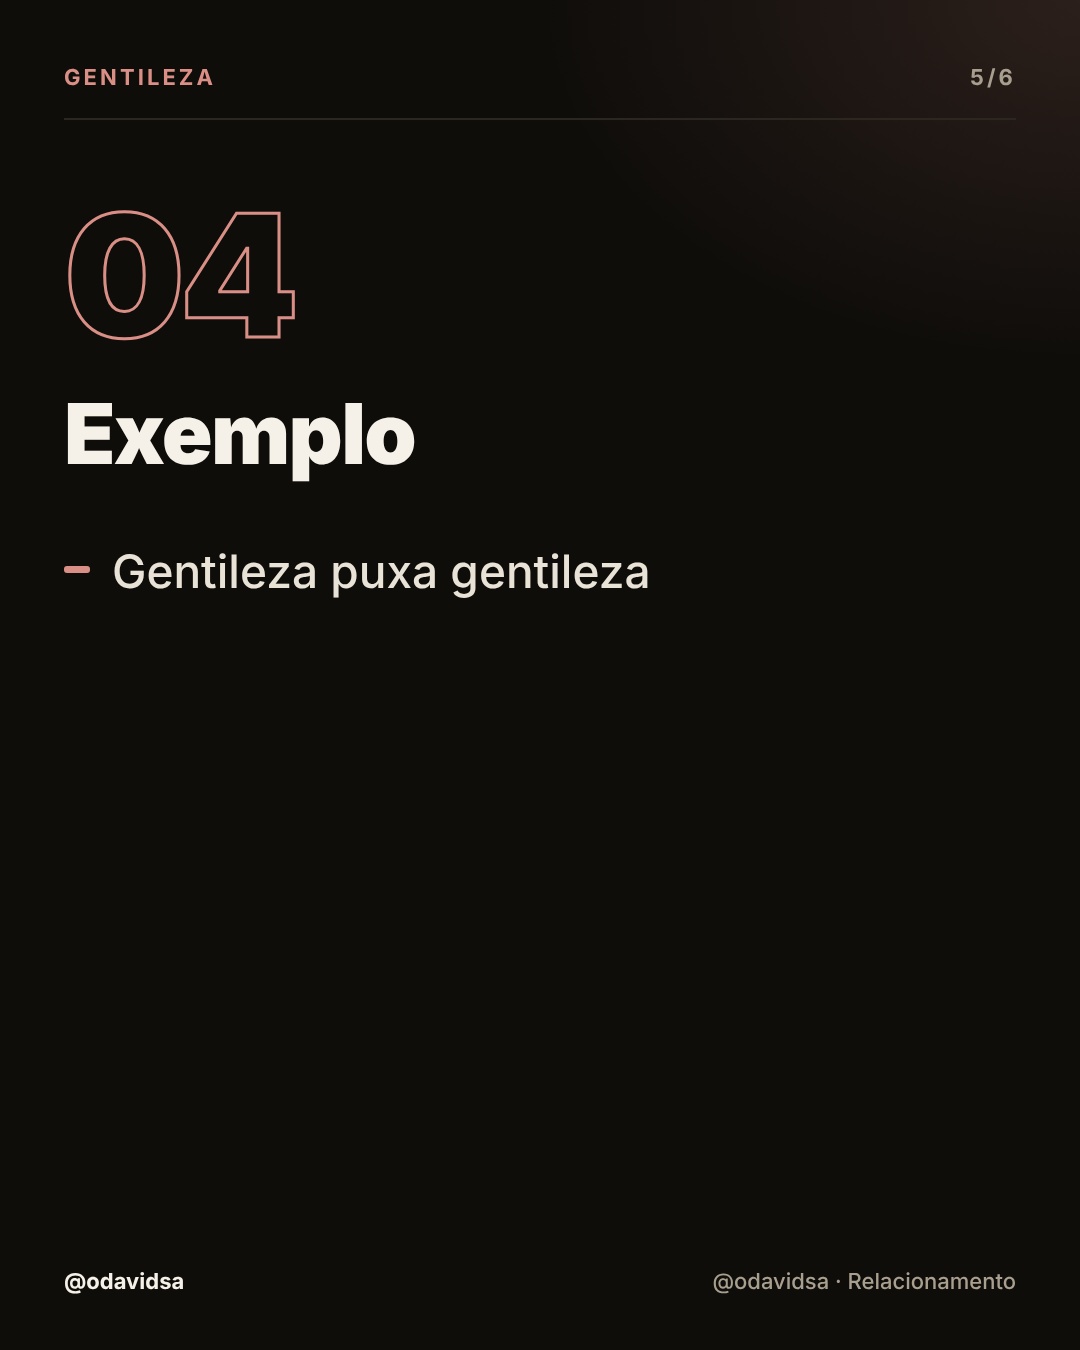 GENTILEZA
5/6
04
Exemplo
Gentileza puxa gentileza
@odavidsa
@odavidsa · Relacionamento